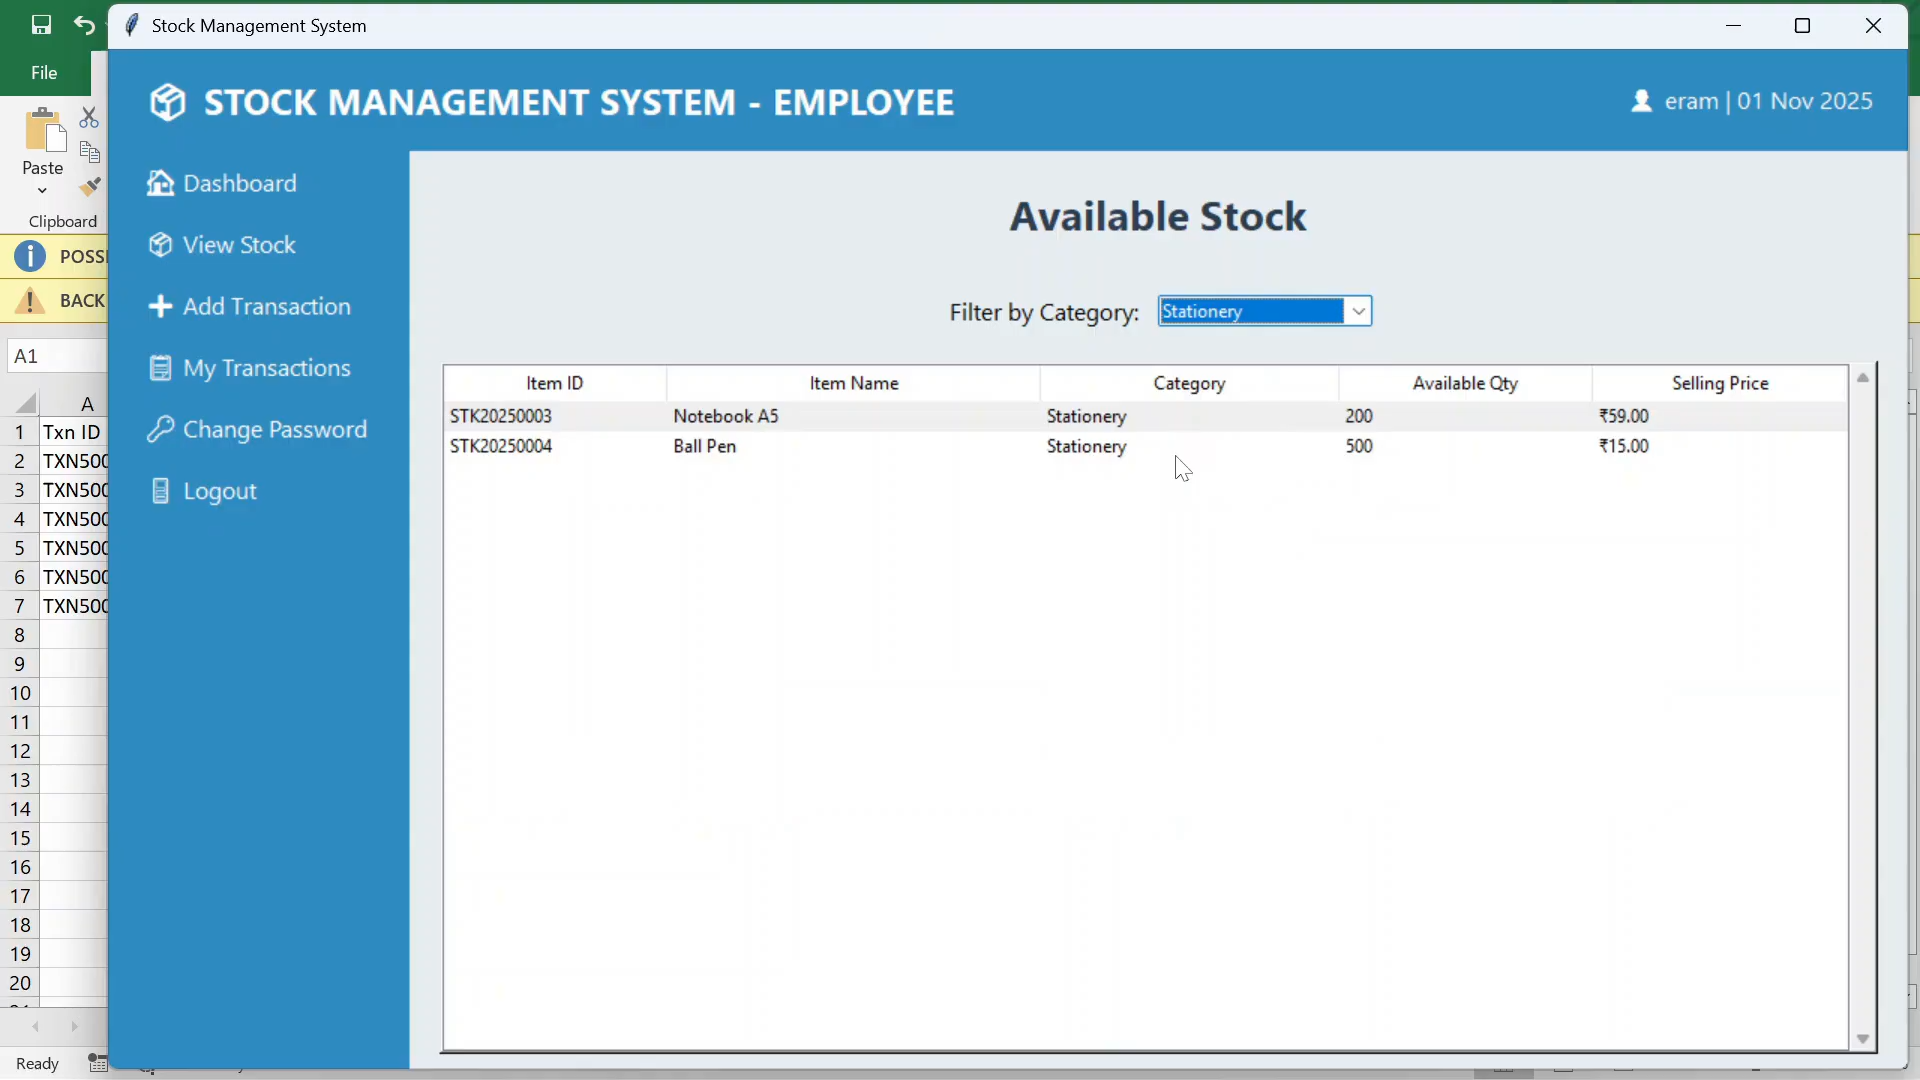 Stock Management System
File
STOCK MANAGEMENT SYSTEM - EMPLOYEE
eram | 01 Nov 2025
Paste
Clipboard
Dashboard
View Stock
Add Transaction
My Transactions
Change Password
Logout
Available Stock
Filter by Category: Stationery
Item ID Item Name Category Available Qty Selling Price
STK20250003 Notebook A5 Stationery 200 ₹59.00
STK20250004 Ball Pen Stationery 500 ₹15.00
BACK
A1
A
1 Txn ID
2 TXN500
3 TXN500
4 TXN500
5 TXN500
6 TXN500
7 TXN500
8
9
10
11
12
13
14
15
16
17
18
19
20
Ready